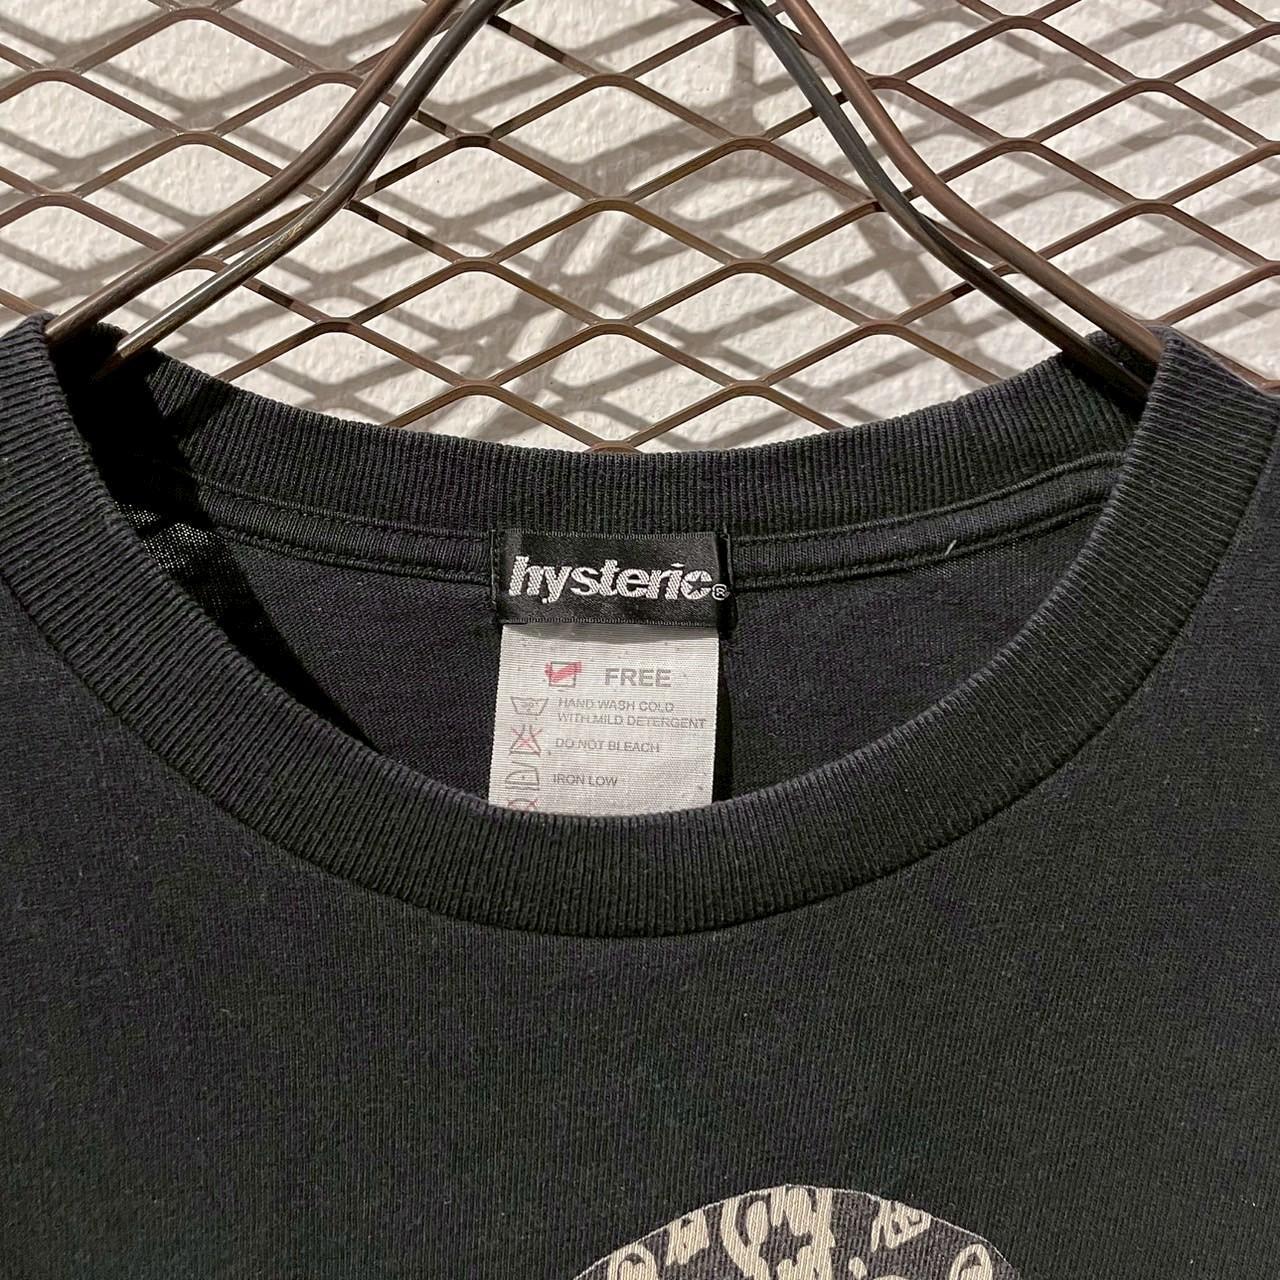 hysteric®
FREE
HAND WASH COLD
WITH MILD DETERGENT
DO NOT BLEACH
IRON LOW